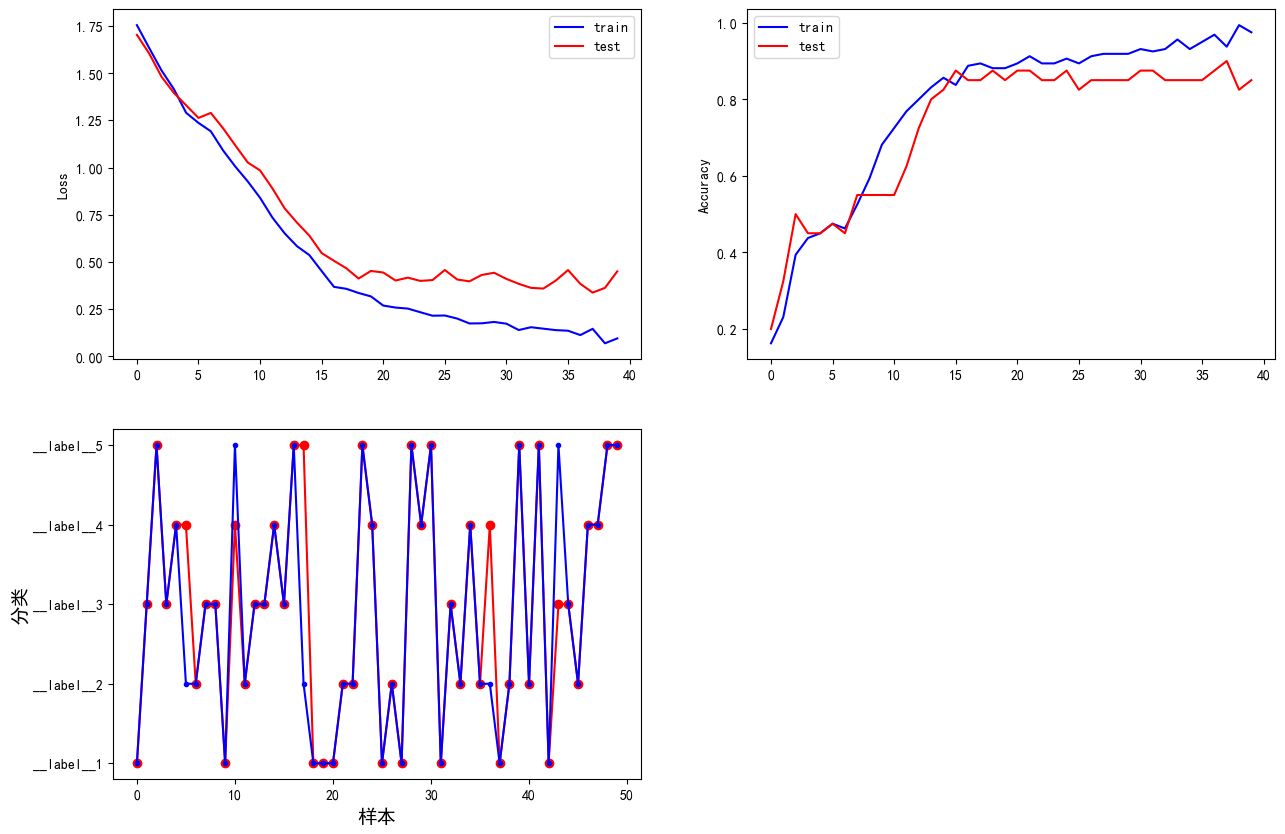 train
test
Loss
1.75
1.50
1.25
1.00
0.75
0.50
0.25
0.00
0 5 10 15 20 25 30 35 40
train
test
Accuracy
1.0
0.8
0.6
0.4
0.2
0 5 10 15 20 25 30 35 40
分类
__label__5
__label__4
__label__3
__label__2
__label__1
0 10 20 30 40 50
样本